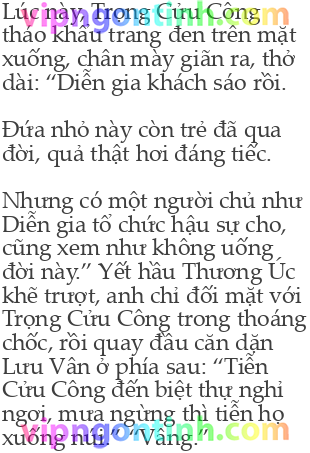 Lúc này, Trọng Cửu Công
tháo khẩu trang đen trên mặt
xuống, chân mày giãn ra, thở
dài: “Diễn gia khách sáo rồi.
Đứa nhỏ này còn trẻ đã qua
đời, quả thật hơi đáng tiếc.
Nhưng có một người chủ như
Diễn gia tổ chức hậu sự cho,
cũng xem như không uống
đời này.” Yết hầu Thương Úc
khẽ trượt, anh chỉ đối mặt với
Trọng Cửu Công trong thoáng
chốc, rồi quay đầu căn dặn
Lưu Vân ở phía sau: “Tiễn
Cửu Công đến biệt thự nghỉ
ngơi, mưa ngừng thì tiễn họ
xuống núi.” “Vâng.”
vipngontinh.com
vipngontinh.com